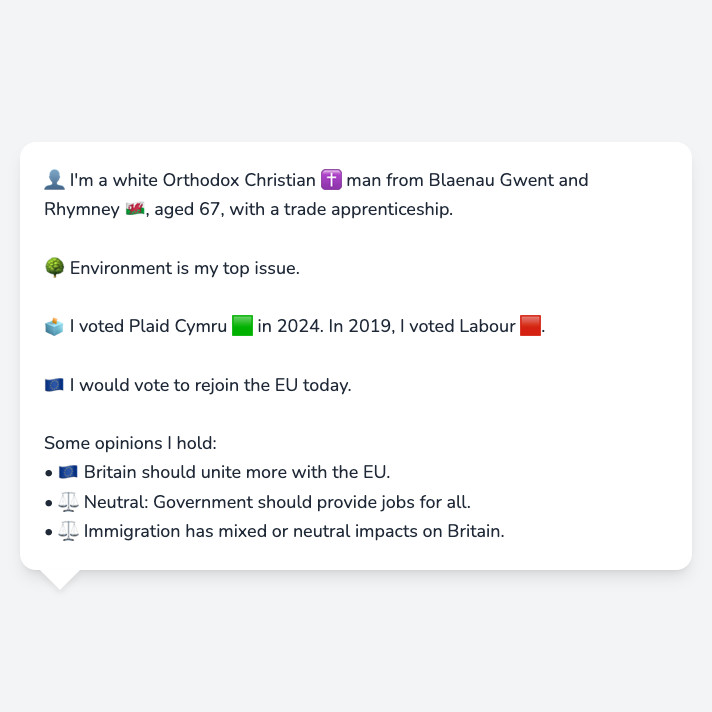 👤 I'm a white Orthodox Christian ✝️ man from Blaenau Gwent and
Rhymney 🏴󠁧󠁢󠁷󠁬󠁳󠁿, aged 67, with a trade apprenticeship.
🌳 Environment is my top issue.
🗳️ I voted Plaid Cymru 🟩 in 2024. In 2019, I voted Labour 🟥.
🇪🇺 I would vote to rejoin the EU today.
Some opinions I hold:
• 🇪🇺 Britain should unite more with the EU.
• ⚖️ Neutral: Government should provide jobs for all.
• ⚖️ Immigration has mixed or neutral impacts on Britain.